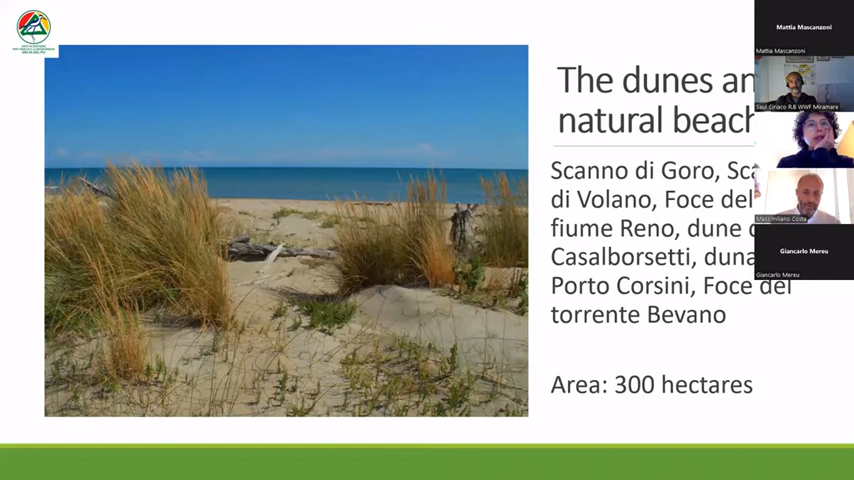 The dunes an
natural beach
Scanno di Goro, Sca
di Volano, Foce del
fiume Reno, dune
Casalborsetti, duna
Porto Corsini, Foce del
torrente Bevano
Area: 300 hectares
Mattia Mascanzoni
Mattia Mascanzoni
Saul Ciriaco R.B WWF Miramare
Massimiliano Costa
Giancarlo Mereu
Giancarlo Mereu